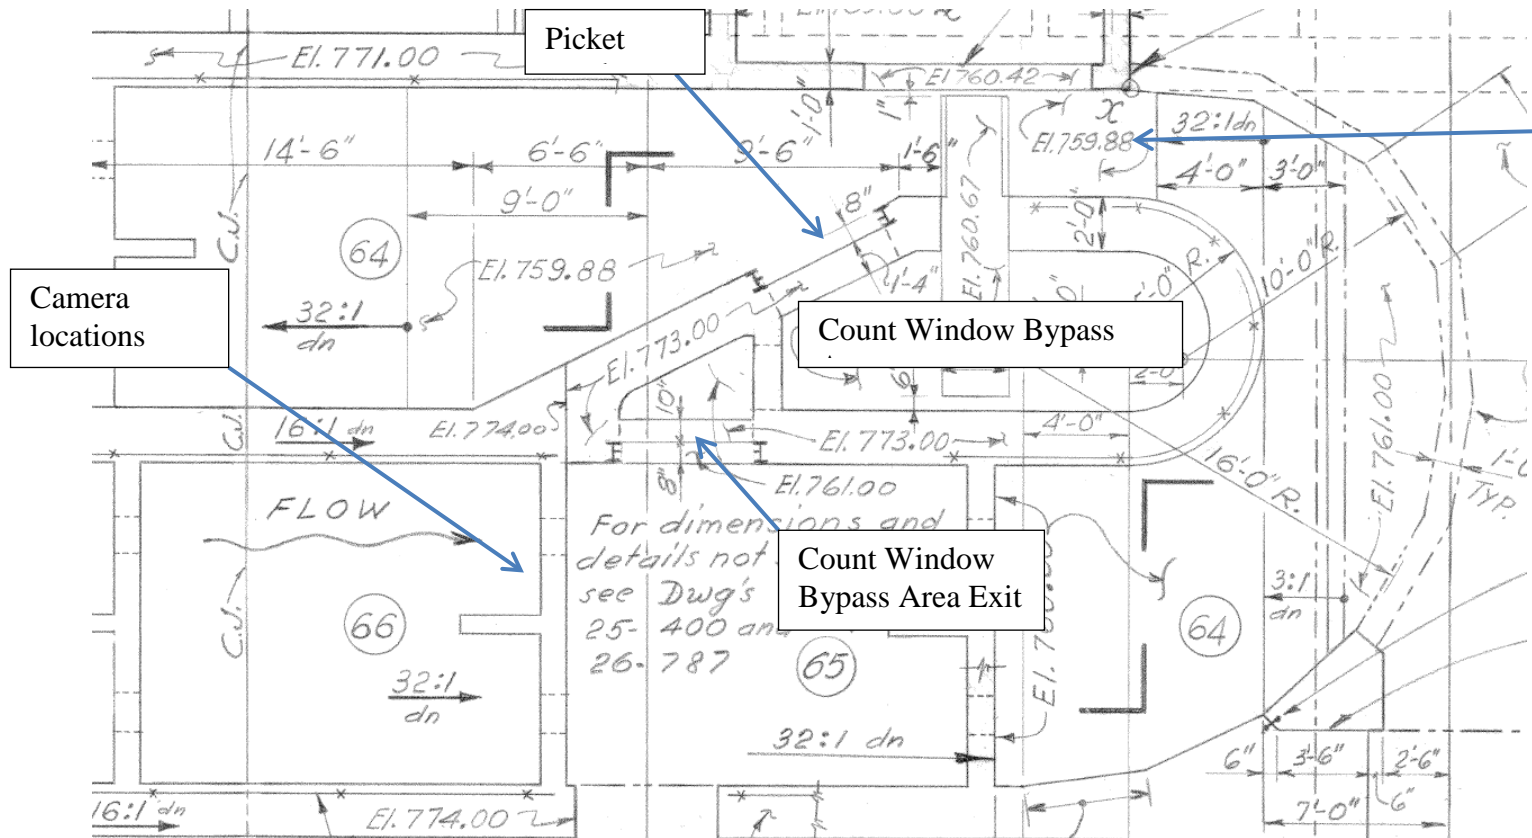 Picket
El. 771.00
El 760.42
1'-0"
1"
x
El. 759.88
32:1 dn
14'-6"
6'-6"
9'-6"
1'-6"
4'-0"
3'-0"
9'-0"
8"
2'-0"
C.J.
64
El. 759.88
1'-4"
El. 760.67
10'-0" R.
Camera
locations
32:1
dn
El. 773.00
Count Window Bypass
2'-0"
6"
El. 761.00
10"
16:1 dn
C.J.
El. 774.00
El. 773.00
4'-0"
16'-0" R.
8"
El. 761.00
TYP.
FLOW
For dimensions and
details not
see Dwg's
25-400 and
26-787
Count Window
Bypass Area Exit
C.J.
66
65
64
3:1
dn
32:1
dn
32:1 dn
6"
3'-6"
2'-6"
6"
7'-0"
16:1 dn
El. 774.00